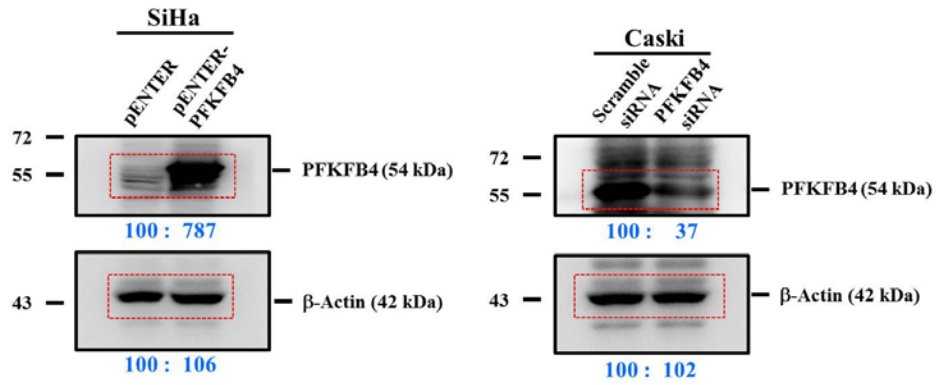 SiHa
pENTER
pENTER-
PFKFB4
72
55
PFKFB4 (54 kDa)
100 : 787
43
β-Actin (42 kDa)
100 : 106
Caski
Scramble
siRNA
PFKFB4
siRNA
72
55
PFKFB4 (54 kDa)
100 : 37
43
β-Actin (42 kDa)
100 : 102